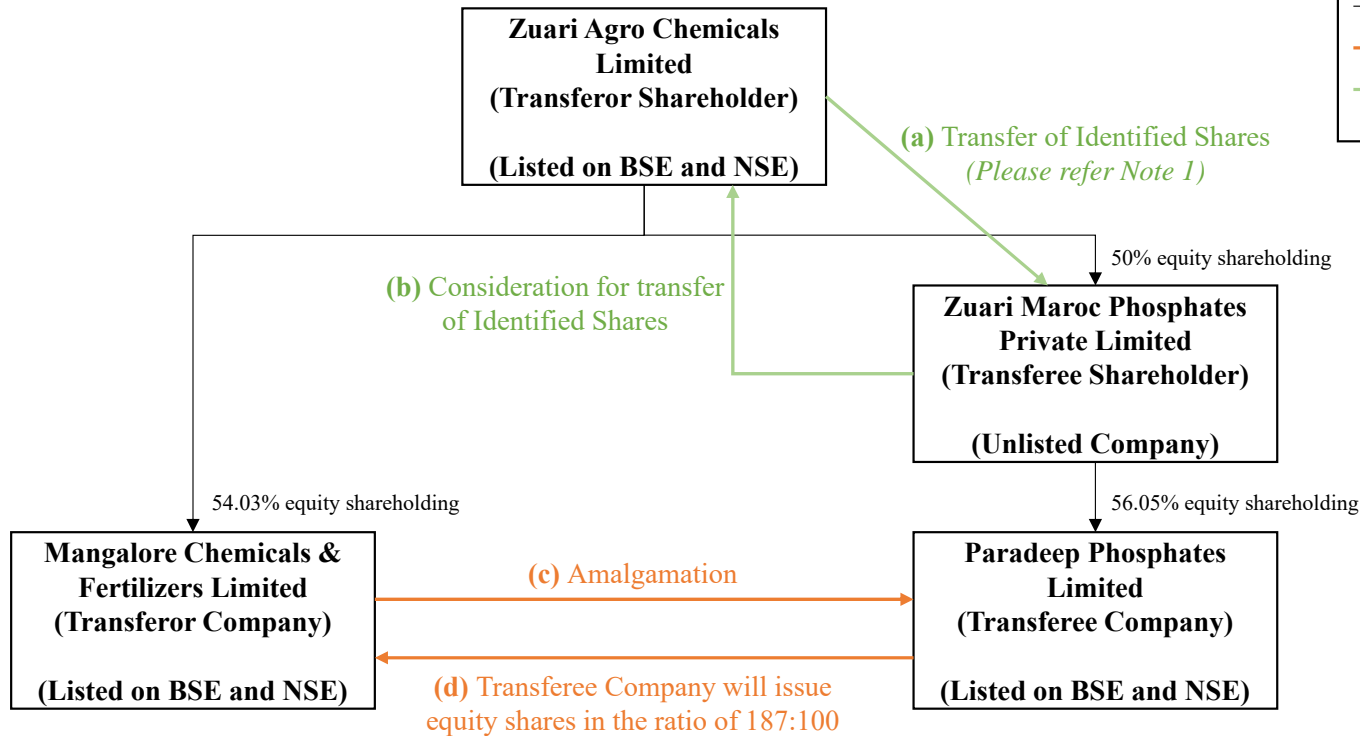 Zuari Agro Chemicals
Limited
(Transferor Shareholder)
(Listed on BSE and NSE)
(a) Transfer of Identified Shares
(Please refer Note 1)
50% equity shareholding
(b) Consideration for transfer
of Identified Shares
Zuari Maroc Phosphates
Private Limited
(Transferee Shareholder)
(Unlisted Company)
54.03% equity shareholding
56.05% equity shareholding
Mangalore Chemicals &
Fertilizers Limited
(Transferor Company)
(Listed on BSE and NSE)
(c) Amalgamation
Paradeep Phosphates
Limited
(Transferee Company)
(Listed on BSE and NSE)
(d) Transferee Company will issue
equity shares in the ratio of 187:100